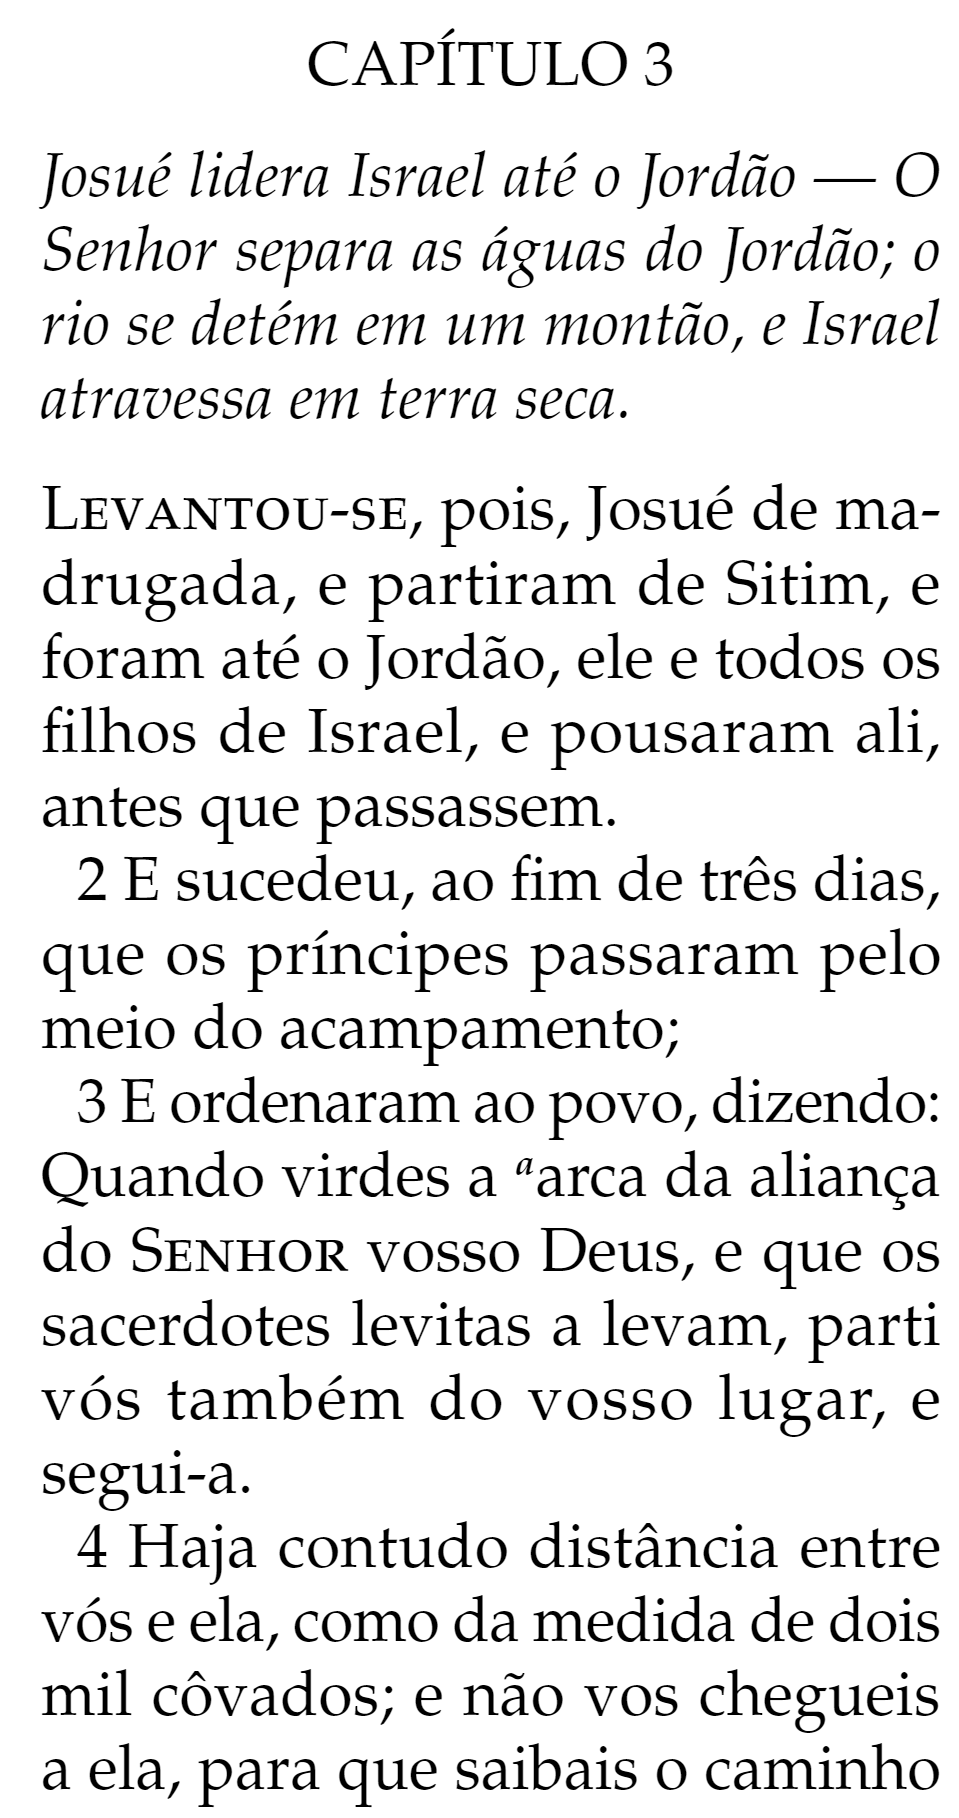 CAPÍTULO 3
Josué lidera Israel até o Jordão — O
Senhor separa as águas do Jordão; o
rio se detém em um montão, e Israel
atravessa em terra seca.
LEVANTOU-SE, pois, Josué de ma-
drugada, e partiram de Sitim, e
foram até o Jordão, ele e todos os
filhos de Israel, e pousaram ali,
antes que passassem.
2 E sucedeu, ao fim de três dias,
que os príncipes passaram pelo
meio do acampamento;
3 E ordenaram ao povo, dizendo:
Quando virdes a ᵃarca da aliança
do SENHOR vosso Deus, e que os
sacerdotes levitas a levam, parti
vós também do vosso lugar, e
segui-a.
4 Haja contudo distância entre
vós e ela, como da medida de dois
mil côvados; e não vos chegueis
a ela, para que saibais o caminho